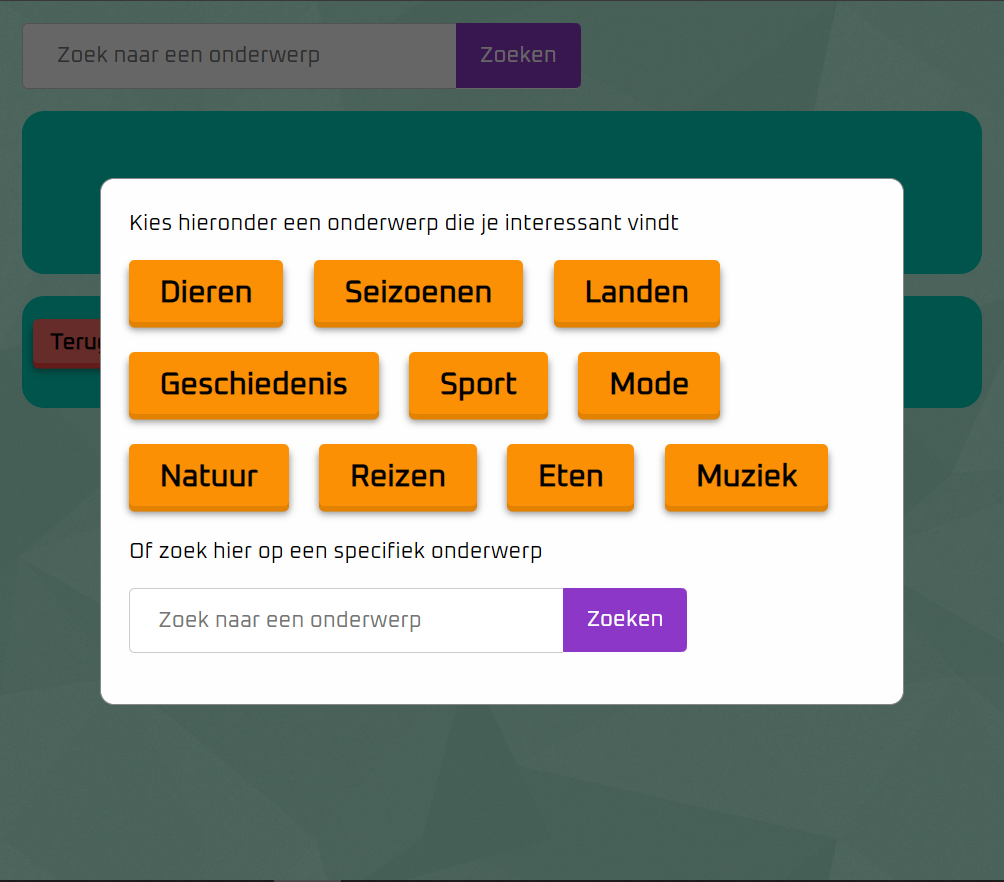 Zoek naar een onderwerp Zoeken
Kies hieronder een onderwerp die je interessant vindt
Dieren Seizoenen Landen
Terug
Geschiedenis Sport Mode
Natuur Reizen Eten Muziek
Of zoek hier op een specifiek onderwerp
Zoek naar een onderwerp Zoeken